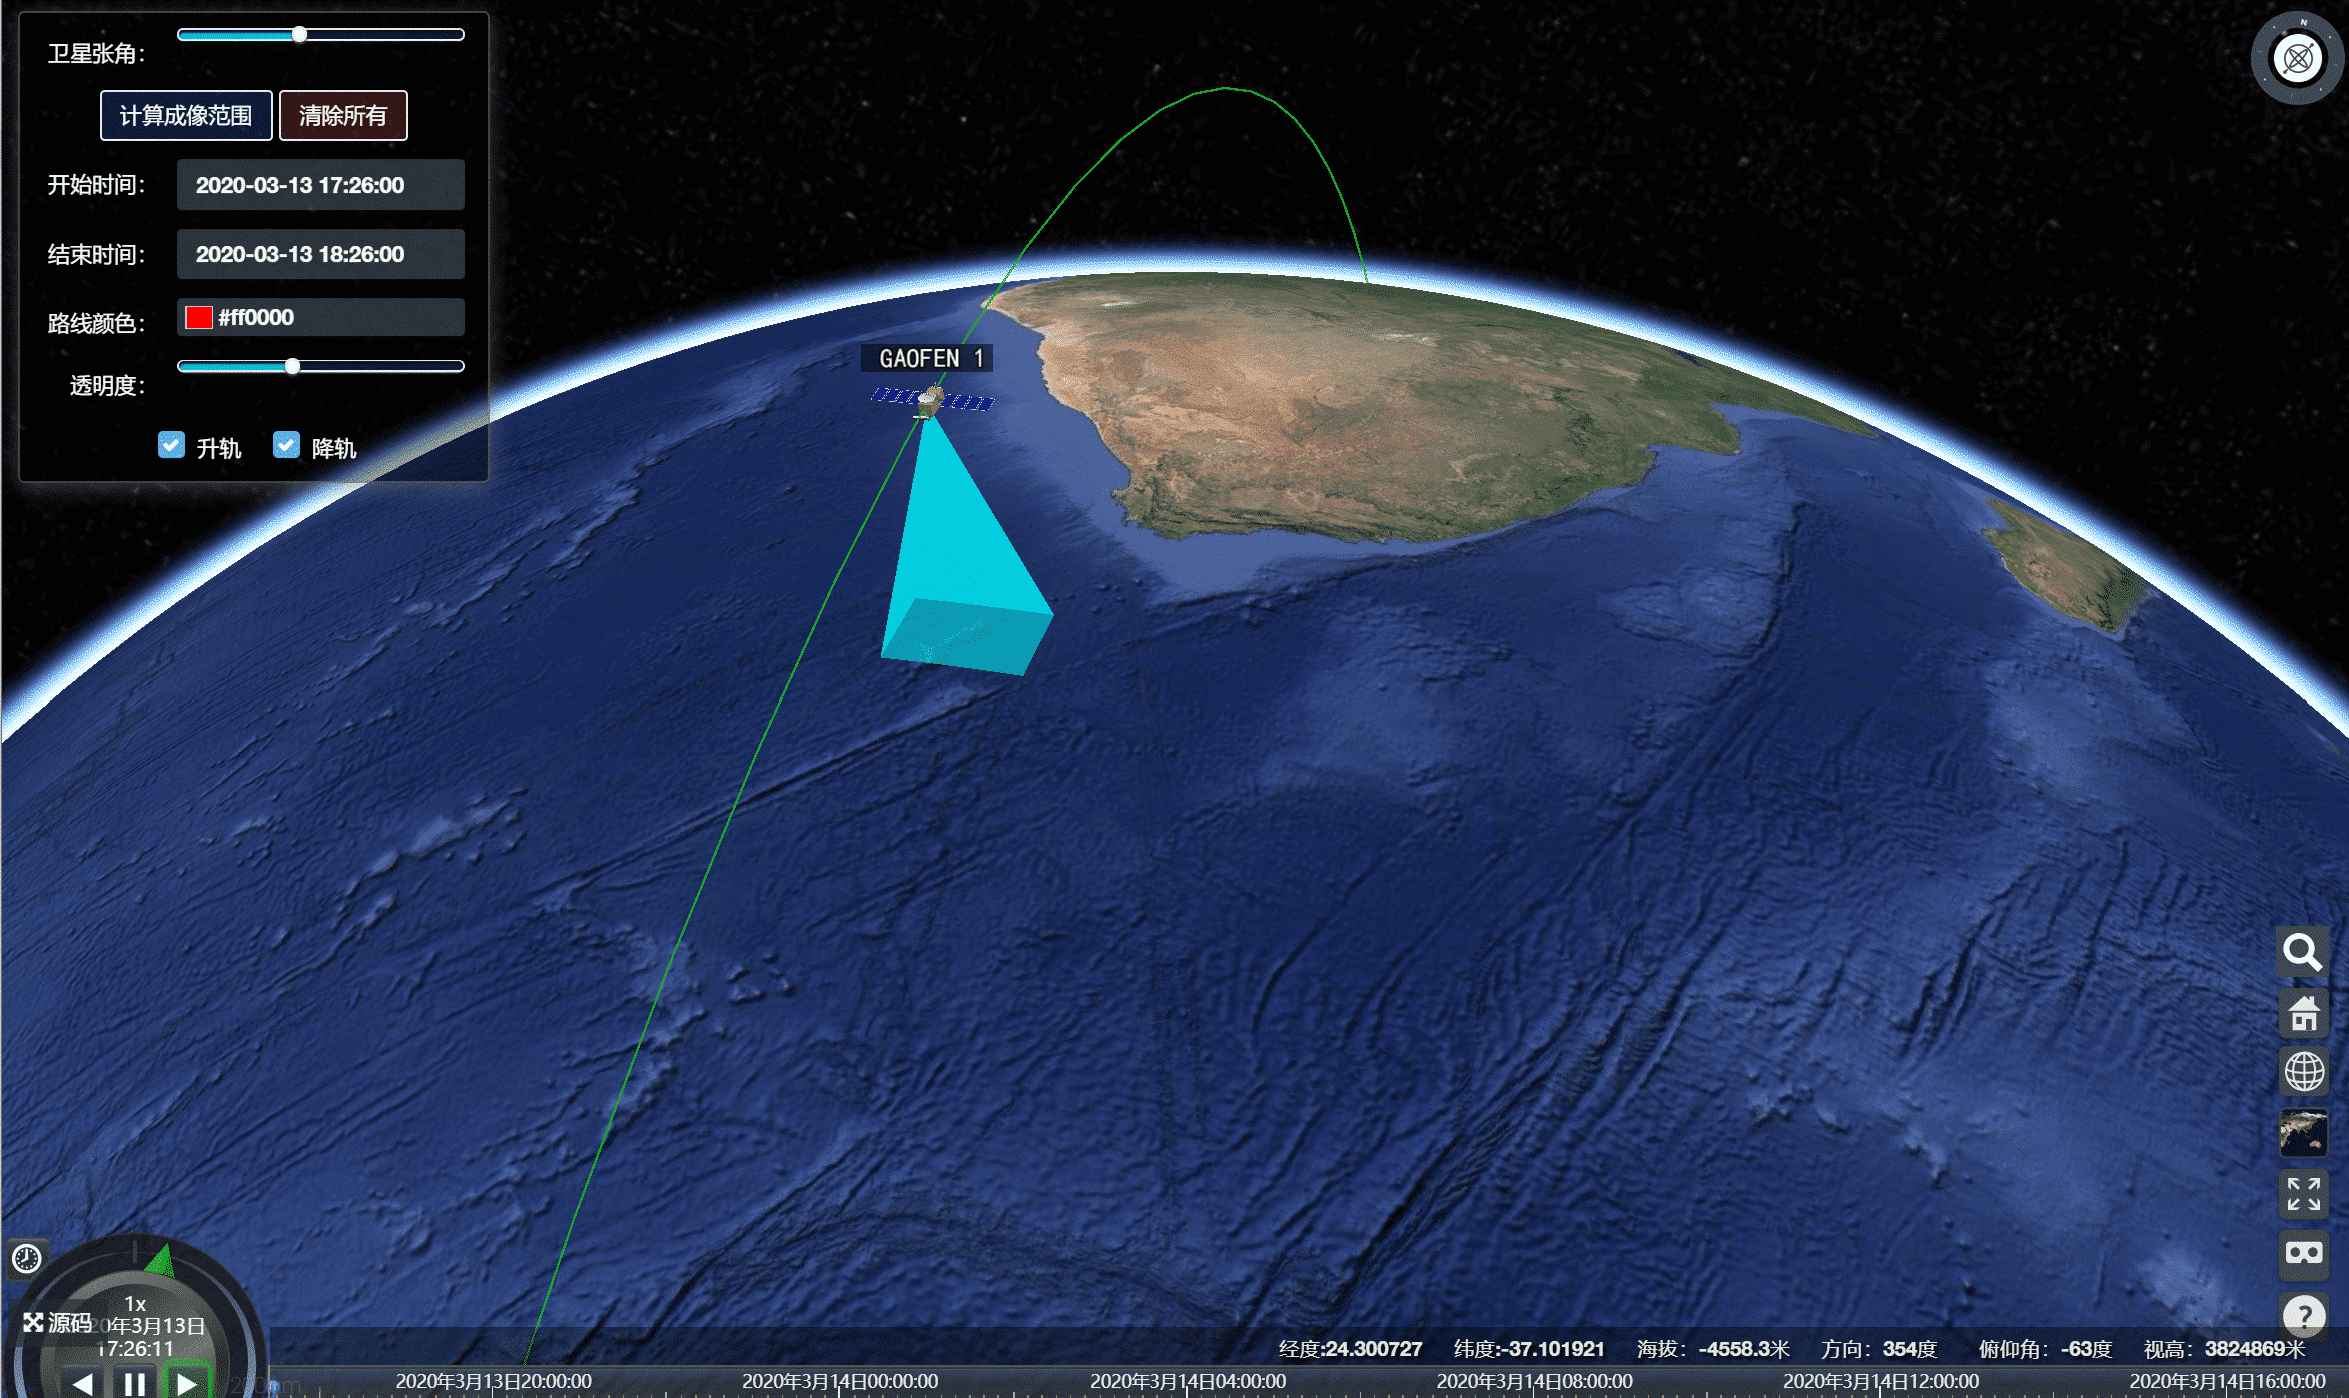 卫星张角：
计算成像范围 清除所有
开始时间： 2020-03-13 17:26:00
结束时间： 2020-03-13 18:26:00
路线颜色： #ff0000
透明度：
升轨 降轨
N
GAOFEN 1
1x
源码
年3月13日
17:26:11
?
经度:24.300727 纬度:-37.101921 海拔：-4558.3米 方向：354度 俯仰角：-63度 视高：3824869米
2020年3月13日20:00:00 2020年3月14日00:00:00 2020年3月14日04:00:00 2020年3月14日08:00:00 2020年3月14日12:00:00 2020年3月14日16:00:00